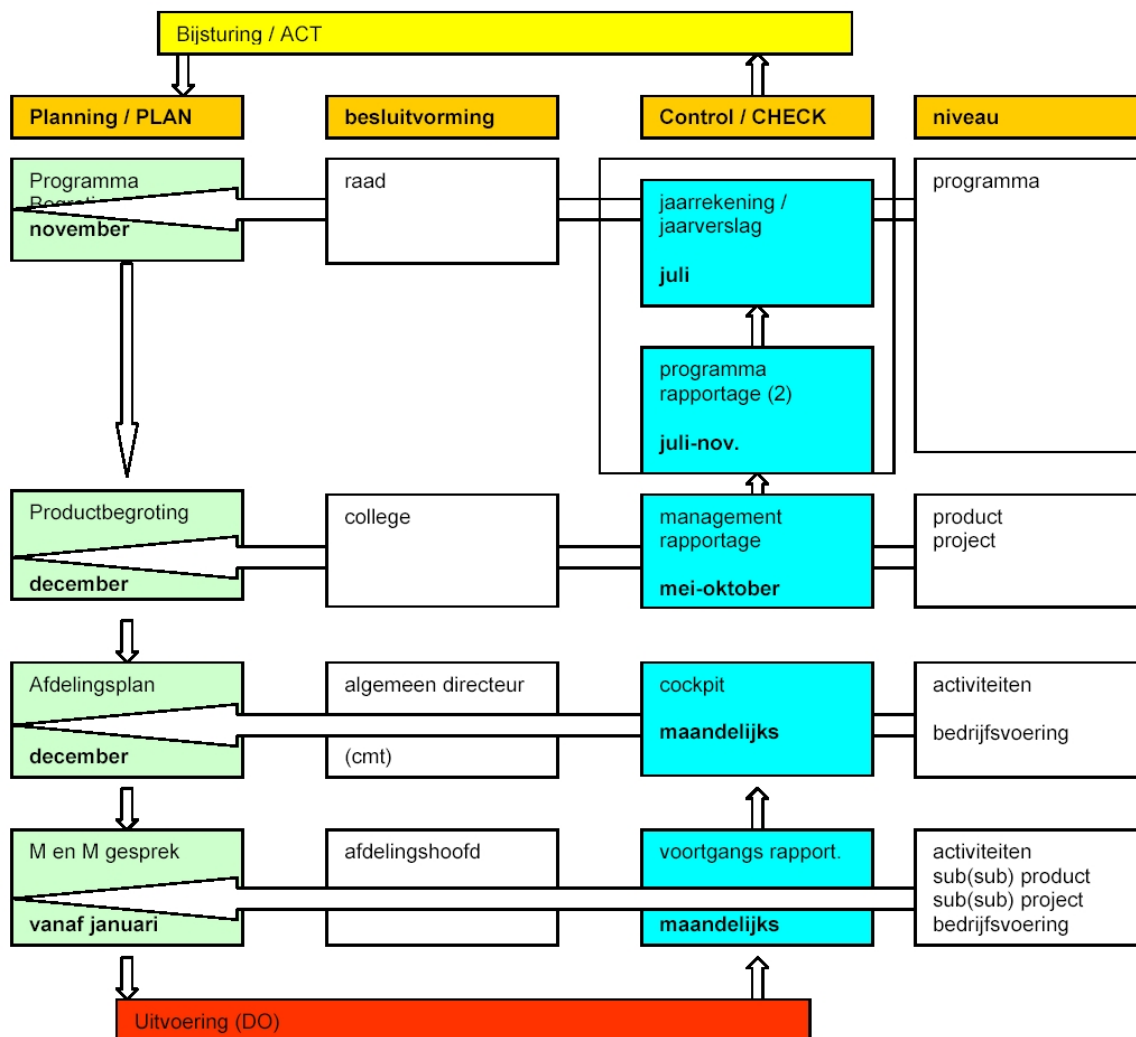 Bijsturing / ACT
Planning / PLAN
besluitvorming
Control / CHECK
niveau
Programma
november
raad
jaarrekening /
jaarverslag
juli
programma
programma
rapportage (2)
juli-nov.
Productbegroting
december
college
management
rapportage
mei-oktober
product
project
Afdelingsplan
december
algemeen directeur
(cmt)
cockpit
maandelijks
activiteiten
bedrijfsvoering
M en M gesprek
vanaf januari
afdelingshoofd
voortgangs rapport.
maandelijks
activiteiten
sub(sub) product
sub(sub) project
bedrijfsvoering
Uitvoering (DO)